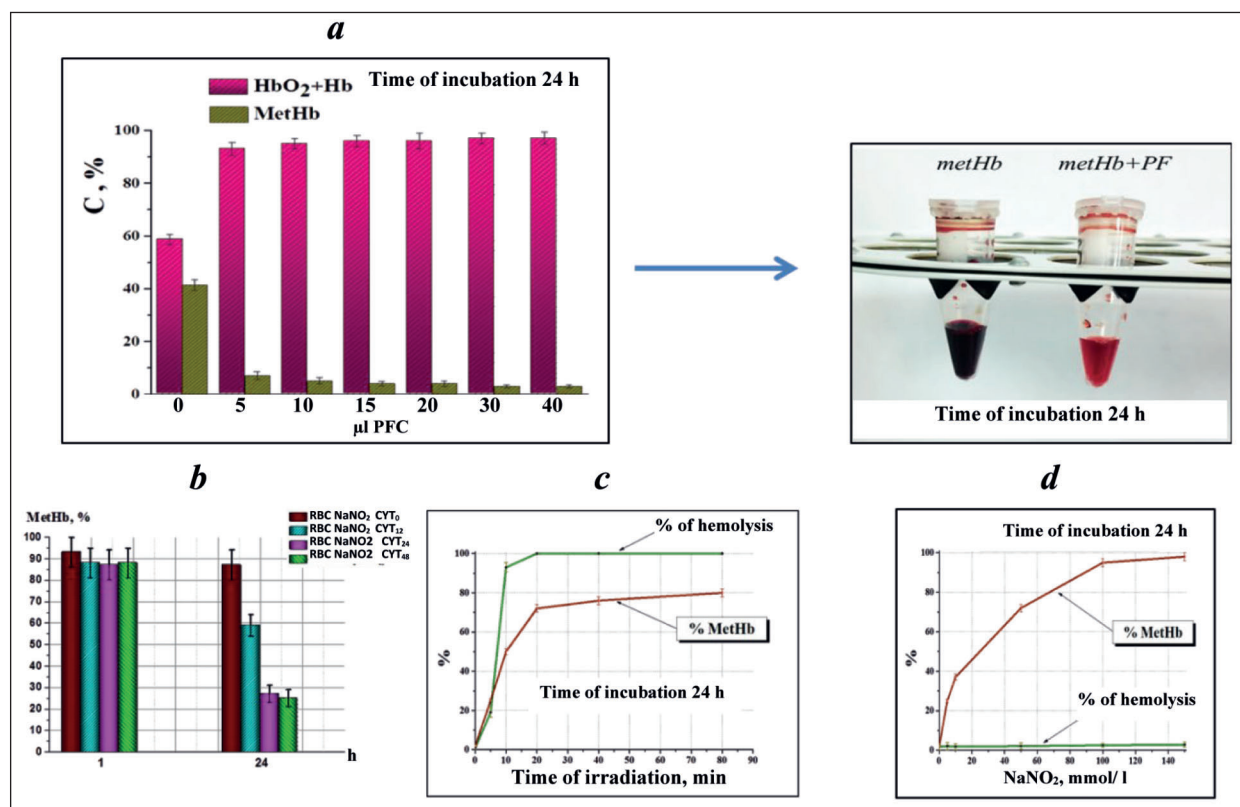 a
Time of incubation 24 h
HbO₂+Hb
MetHb
C , %
100
80
60
40
20
0
0 5 10 15 20 30 40
µl PFC
metHb metHb+PF
Time of incubation 24 h
b
MetHb, %
RBC NaNO₂ CYT₀
RBC NaNO₂ CYT₁₂
RBC NaNO2 CYT₂₄
RBC NaNO2 CYT₄₈
100
90
80
70
60
50
40
30
20
10
0
1 24
h
c
% of hemolysis
% MetHb
Time of incubation 24 h
%
100
80
60
40
20
0
0 10 20 30 40 50 60 70 80 90
Time of irradiation, min
d
Time of incubation 24 h
% MetHb
% of hemolysis
%
100
80
60
40
20
0
0 20 40 60 80 100 120 140
NaNO₂, mmol/ l